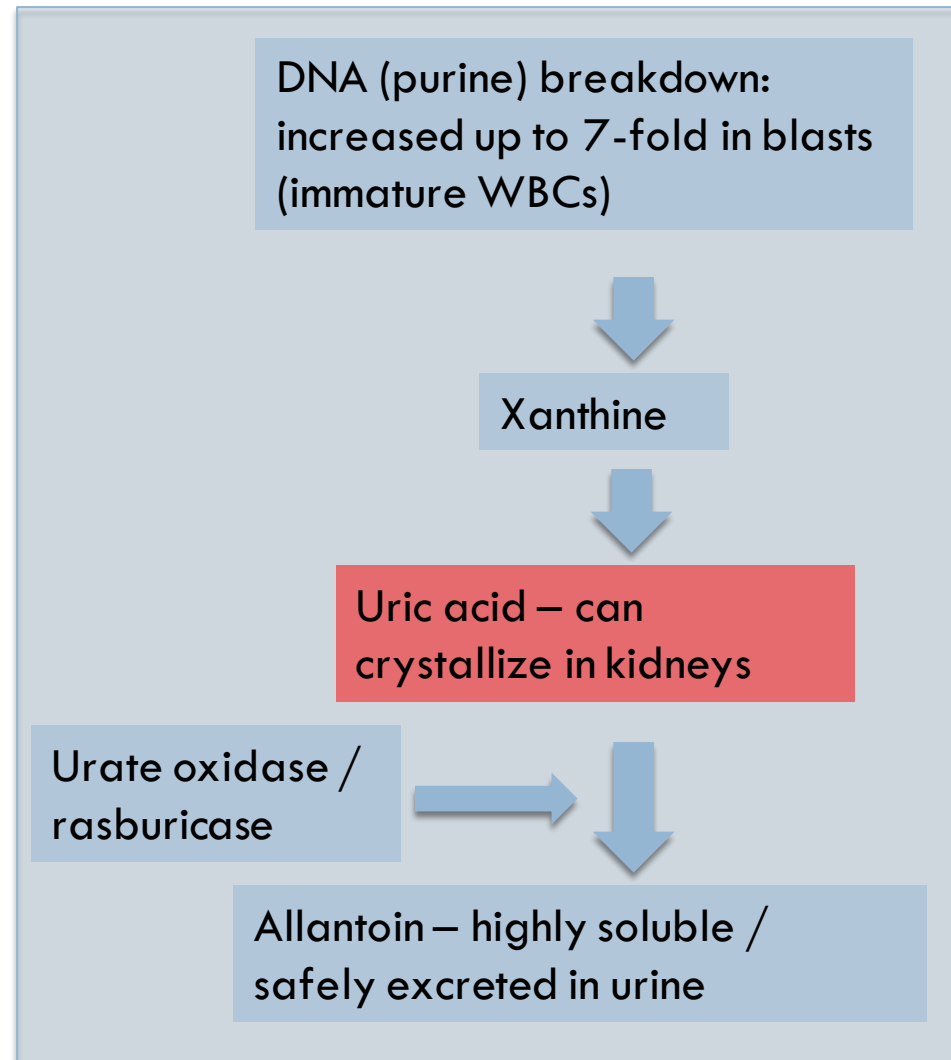 DNA (purine) breakdown:
increased up to 7-fold in blasts
(immature WBCs)
Xanthine
Uric acid – can
crystallize in kidneys
Urate oxidase /
rasburicase
Allantoin – highly soluble /
safely excreted in urine